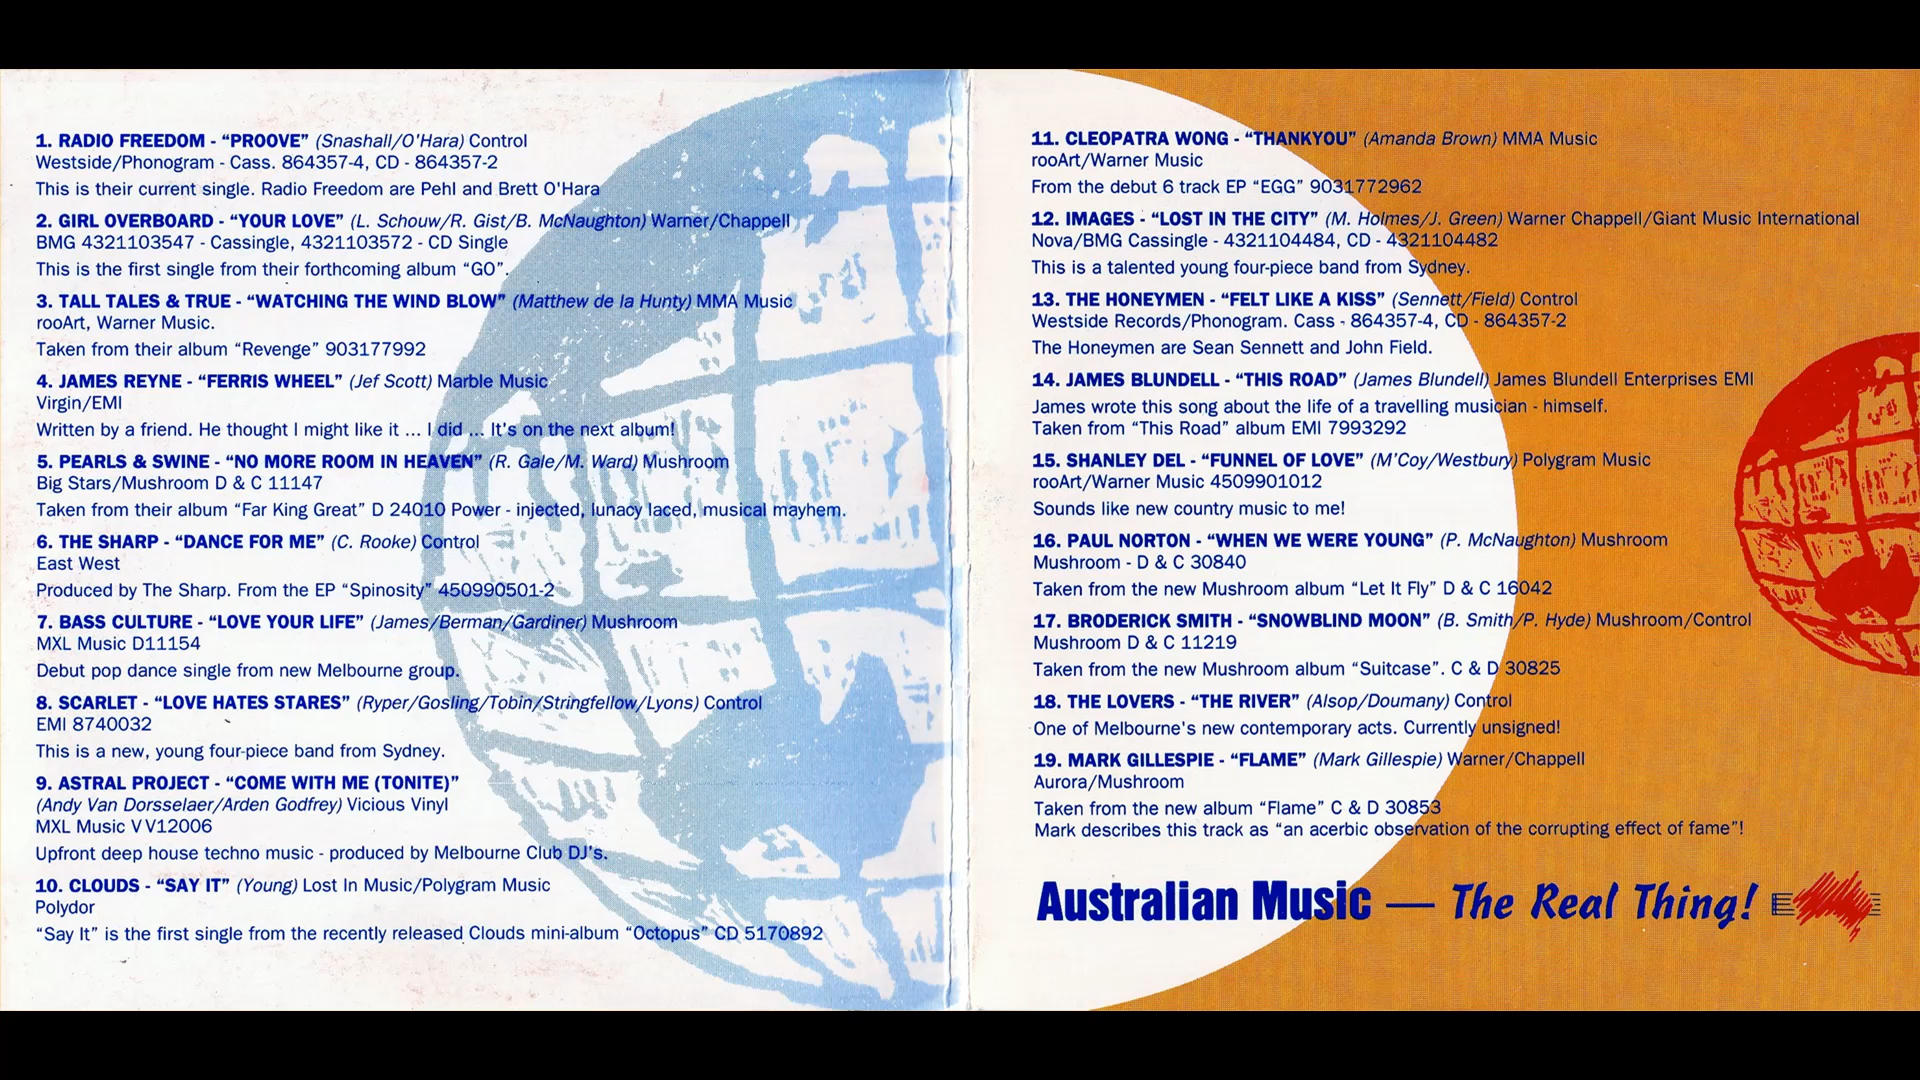 1. RADIO FREEDOM - “PROOVE” (Snashall/O'Hara) Control
Westside/Phonogram - Cass. 864357-4, CD - 864357-2
This is their current single. Radio Freedom are Pehl and Brett O'Hara
2. GIRL OVERBOARD - “YOUR LOVE” (L. Schouw/R. Gist/B. McNaughton) Warner/Chappell
BMG 4321103547 - Cassingle, 4321103572 - CD Single
This is the first single from their forthcoming album “GO”.
3. TALL TALES & TRUE - “WATCHING THE WIND BLOW” (Matthew de la Hunty) MMA Music
rooArt, Warner Music.
Taken from their album “Revenge” 903177992
4. JAMES REYNE - “FERRIS WHEEL” (Jef Scott) Marble Music
Virgin/EMI
Written by a friend. He thought I might like it ... I did ... It's on the next album!
5. PEARLS & SWINE - “NO MORE ROOM IN HEAVEN” (R. Gale/M. Ward) Mushroom
Big Stars/Mushroom D & C 11147
Taken from their album “Far King Great” D 24010 Power - injected, lunacy laced, musical mayhem.
6. THE SHARP - “DANCE FOR ME” (C. Rooke) Control
East West
Produced by The Sharp. From the EP “Spinosity” 450990501-2
7. BASS CULTURE - “LOVE YOUR LIFE” (James/Berman/Gardiner) Mushroom
MXL Music D11154
Debut pop dance single from new Melbourne group.
8. SCARLET - “LOVE HATES STARES” (Ryper/Gosling/Tobin/Stringfellow/Lyons) Control
EMI 8740032
This is a new, young four-piece band from Sydney.
9. ASTRAL PROJECT - “COME WITH ME (TONITE)”
(Andy Van Dorsselaer/Arden Godfrey) Vicious Vinyl
MXL Music V V12006
Upfront deep house techno music - produced by Melbourne Club DJ's.
10. CLOUDS - “SAY IT” (Young) Lost In Music/Polygram Music
Polydor
“Say It” is the first single from the recently released Clouds mini-album “Octopus” CD 5170892
11. CLEOPATRA WONG - “THANKYOU” (Amanda Brown) MMA Music
rooArt/Warner Music
From the debut 6 track EP “EGG” 9031772962
12. IMAGES - “LOST IN THE CITY” (M. Holmes/J. Green) Warner Chappell/Giant Music International
Nova/BMG Cassingle - 4321104484, CD - 4321104482
This is a talented young four-piece band from Sydney.
13. THE HONEYMEN - “FELT LIKE A KISS” (Sennett/Field) Control
Westside Records/Phonogram. Cass - 864357-4, CD - 864357-2
The Honeymen are Sean Sennett and John Field.
14. JAMES BLUNDELL - “THIS ROAD” (James Blundell) James Blundell Enterprises EMI
James wrote this song about the life of a travelling musician - himself.
Taken from “This Road” album EMI 7993292
15. SHANLEY DEL - “FUNNEL OF LOVE” (M'Coy/Westbury) Polygram Music
rooArt/Warner Music 4509901012
Sounds like new country music to me!
16. PAUL NORTON - “WHEN WE WERE YOUNG” (P. McNaughton) Mushroom
Mushroom - D & C 30840
Taken from the new Mushroom album “Let It Fly” D & C 16042
17. BRODERICK SMITH - “SNOWBLIND MOON” (B. Smith/P. Hyde) Mushroom/Control
Mushroom D & C 11219
Taken from the new Mushroom album “Suitcase”. C & D 30825
18. THE LOVERS - “THE RIVER” (Alsop/Doumany) Control
One of Melbourne's new contemporary acts. Currently unsigned!
19. MARK GILLESPIE - “FLAME” (Mark Gillespie) Warner/Chappell
Aurora/Mushroom
Taken from the new album “Flame” C & D 30853
Mark describes this track as “an acerbic observation of the corrupting effect of fame”!
Australian Music — The Real Thing!